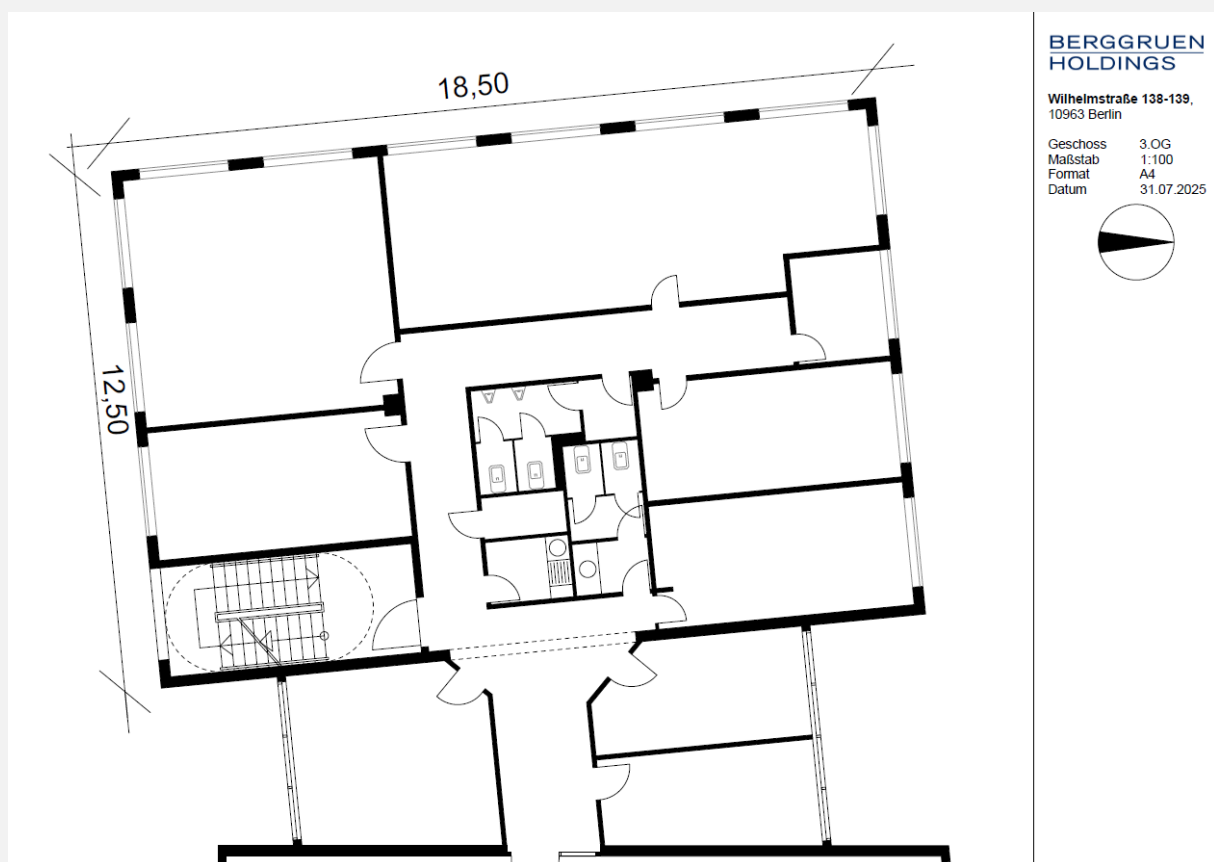 18,50
12,50
BERGGRUEN
HOLDINGS
Wilhelmstraße 138-139,
10963 Berlin
Geschoss 3.OG
Maßstab 1:100
Format A4
Datum 31.07.2025